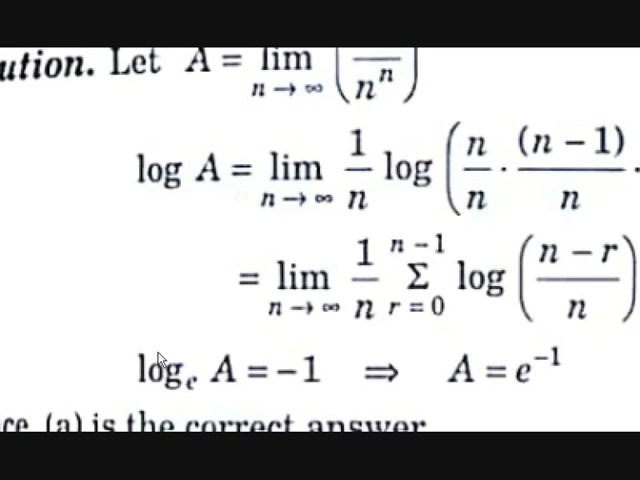 ution. Let A = lim n → ∞ ( / n^n )
log A = lim n → ∞ 1/n log ( n/n · (n − 1)/n ·
= lim n → ∞ 1/n Σ r = 0 n − 1 log ( (n − r)/n )
log_e A = −1 ⇒ A = e^−1
ce (a) is the correct answer